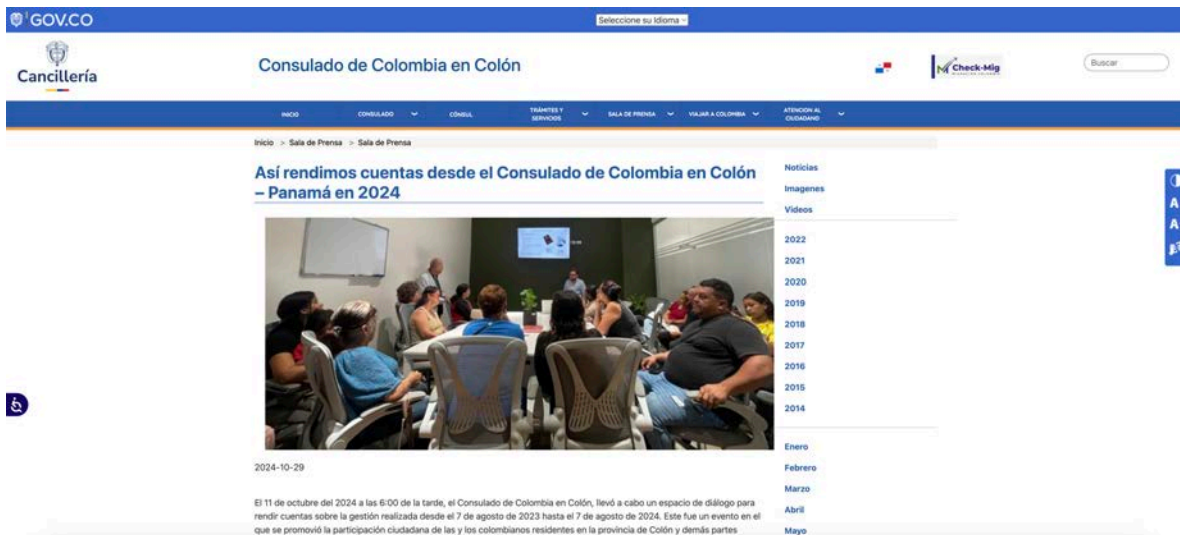 GOV.CO
Seleccione su Idioma
Cancillería
Consulado de Colombia en Colón
Check-Mig
Buscar
INICIO
CONSULADO
CÓNSUL
TRÁMITES Y
SERVICIOS
SALA DE PRENSA
VIAJAR A COLOMBIA
ATENCION AL
CIUDADANO
Inicio > Sala de Prensa > Sala de Prensa
Así rendimos cuentas desde el Consulado de Colombia en Colón
– Panamá en 2024
Noticias
Imagenes
Videos
2022
2021
2020
2019
2018
2017
2016
2015
2014
Enero
Febrero
Marzo
Abril
Mayo
2024-10-29
El 11 de octubre del 2024 a las 6:00 de la tarde, el Consulado de Colombia en Colón, llevó a cabo un espacio de diálogo para
rendir cuentas sobre la gestión realizada desde el 7 de agosto de 2023 hasta el 7 de agosto de 2024. Este fue un evento en el
que se promovió la participación ciudadana de las y los colombianos residentes en la provincia de Colón y demás partes
A
A